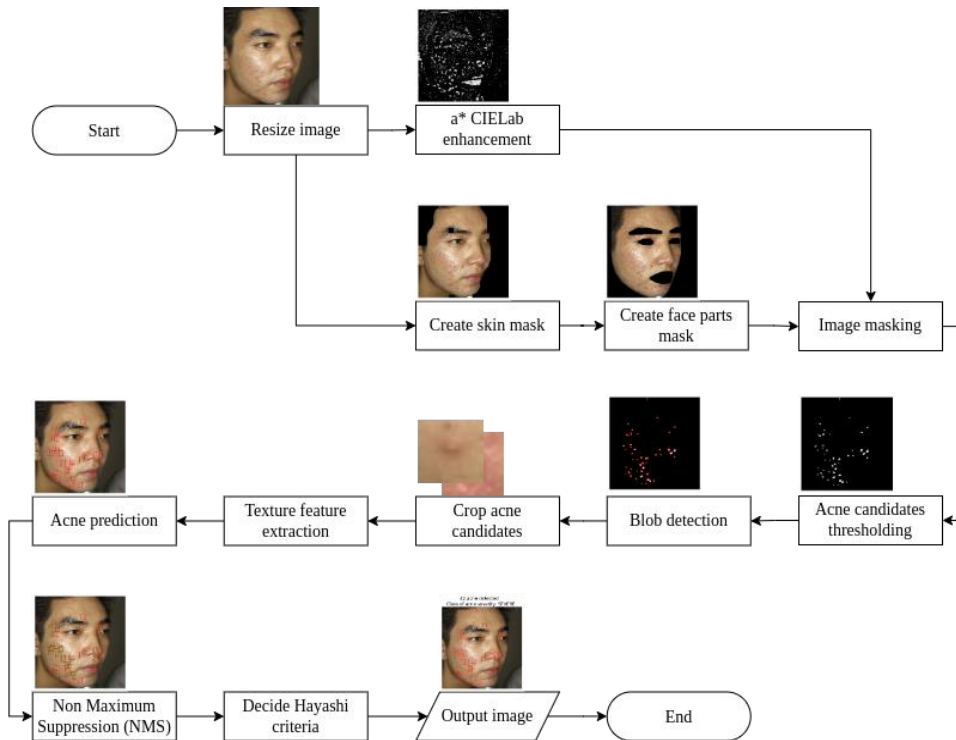 Start
Resize image
a* CIELab
enhancement
Create skin mask
Create face parts
mask
Image masking
Acne prediction
Texture feature
extraction
Crop acne
candidates
Blob detection
Acne candidates
thresholding
Non Maximum
Suppression (NMS)
Decide Hayashi
criteria
Output image
End